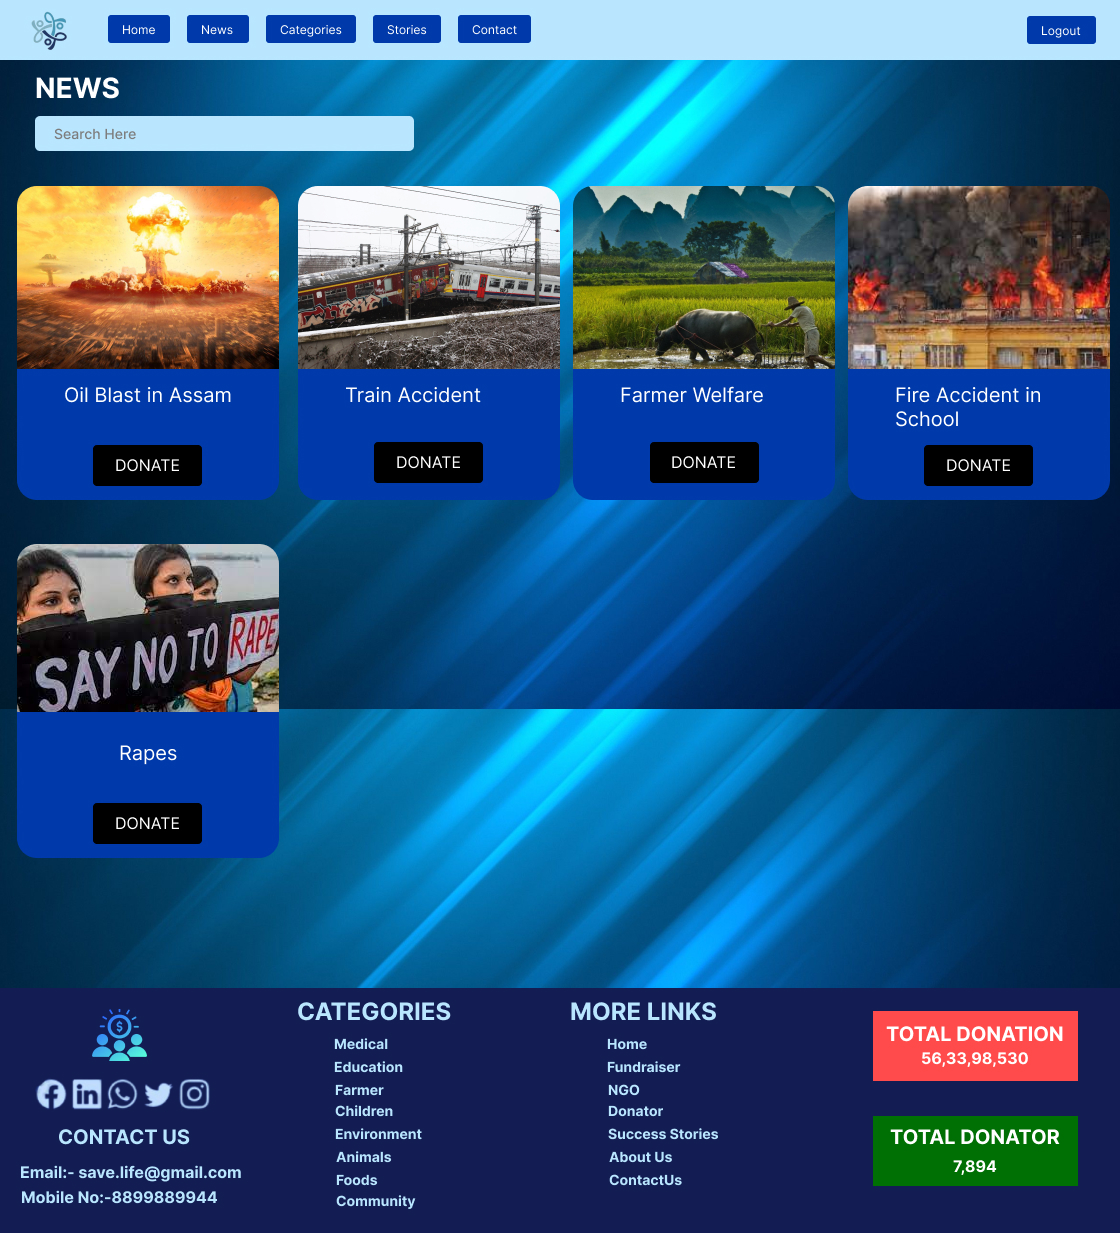 Home
News
Categories
Stories
Contact
Logout
NEWS
Search Here
Oil Blast in Assam
DONATE
Train Accident
DONATE
Farmer Welfare
DONATE
Fire Accident in
School
DONATE
SAY NO TO RAPE
Rapes
DONATE
CONTACT US
Email:- save.life@gmail.com
Mobile No:-8899889944
CATEGORIES
Medical
Education
Farmer
Children
Environment
Animals
Foods
Community
MORE LINKS
Home
Fundraiser
NGO
Donator
Success Stories
About Us
ContactUs
TOTAL DONATION
56,33,98,530
TOTAL DONATOR
7,894